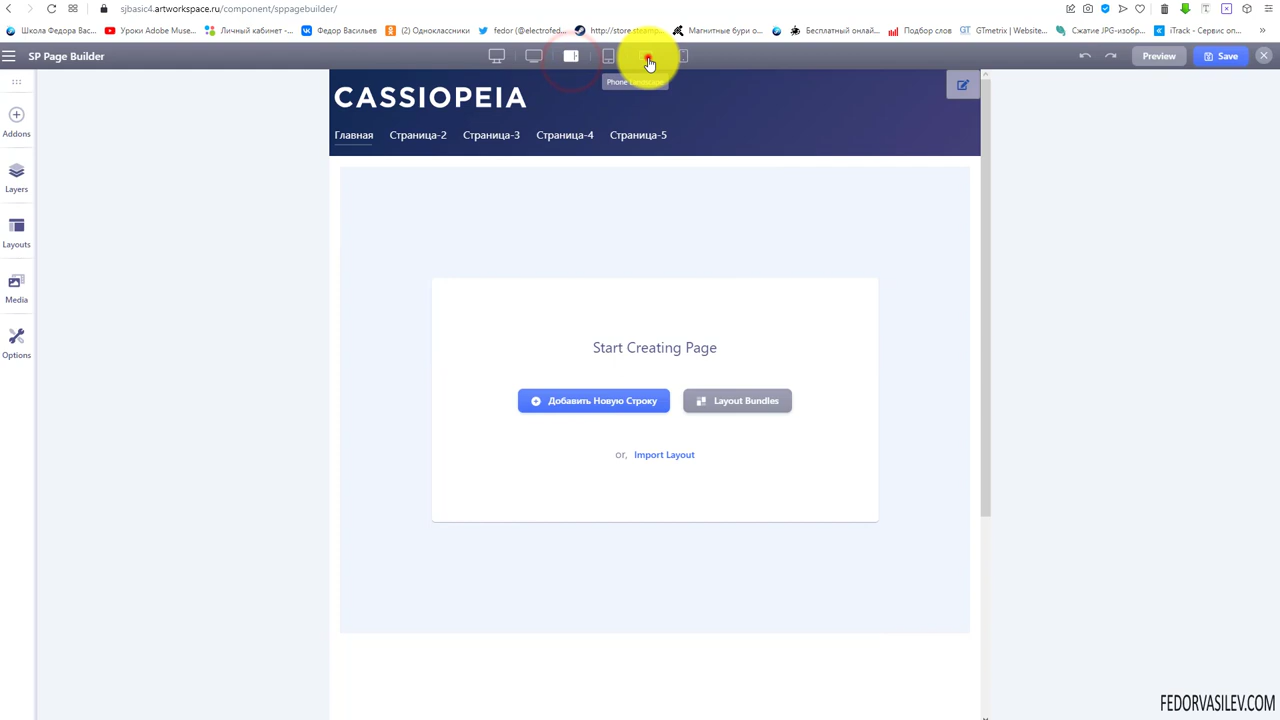 sjbasic4.artworkspace.ru/component/sppagebuilder/
Школа Федора Вас...
Уроки Adobe Muse...
Личный кабинет -...
Федор Васильев
(2) Одноклассники
fedor (@electrofed...
Магнитные бури о...
Бесплатный онлай...
Подбор слов
GTmetrix | Website...
Сжатие JPG-изобр...
iTrack - Сервис оп...
SP Page Builder
Preview
Save
Addons
Layers
Layouts
Media
Options
CASSIOPEIA
Главная Страница-2 Страница-3 Страница-4 Страница-5
Start Creating Page
Добавить Новую Строку
Layout Bundles
or, Import Layout
FEDORVASILEV.COM